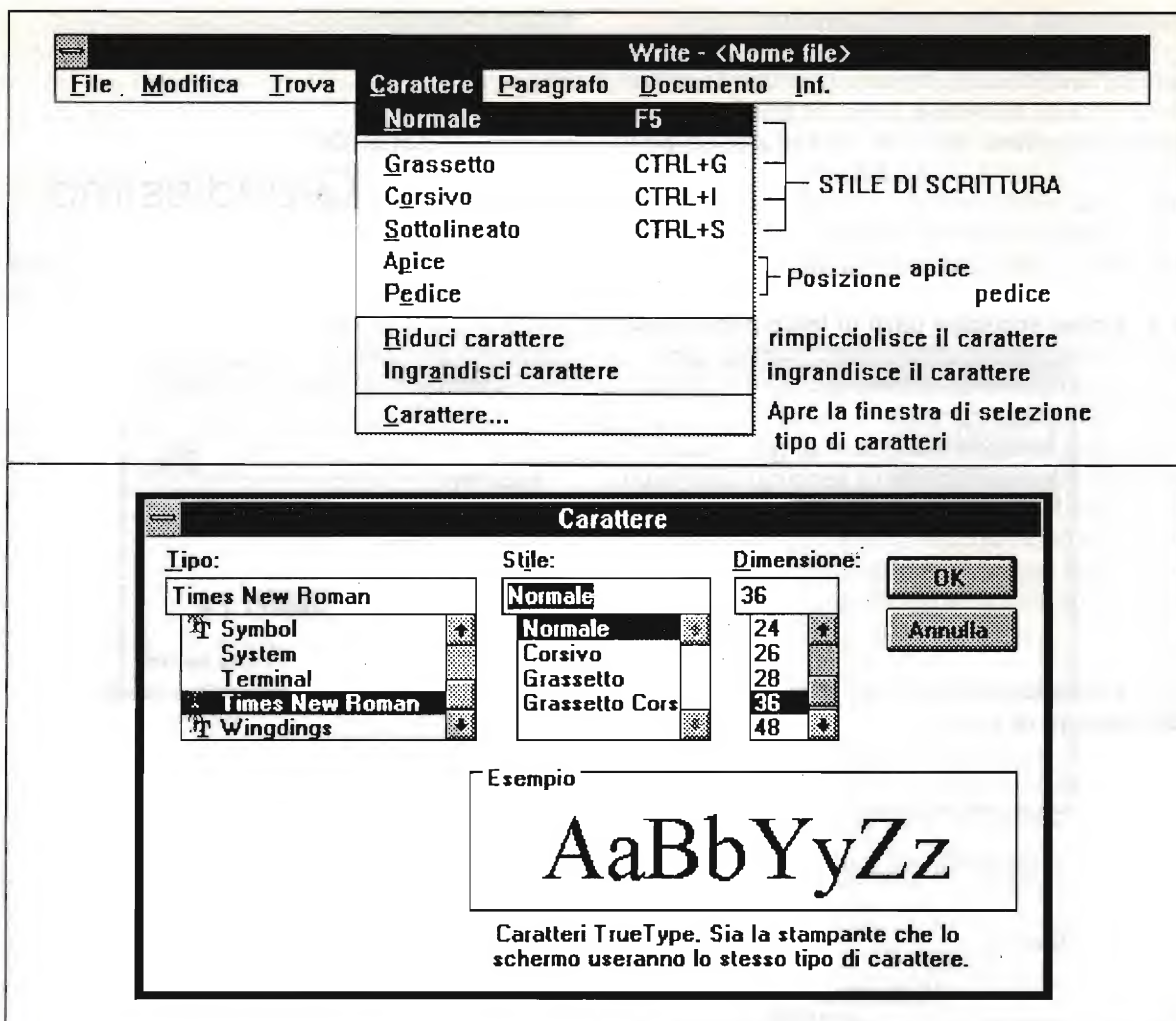 Write - <Nome file>
File Modifica Trova Carattere Paragrafo Documento Inf.
Normale F5
Grassetto CTRL+G
Corsivo CTRL+I
Sottolineato CTRL+S
STILE DI SCRITTURA
Apice
Pedice
Posizione apice
pedice
Riduci carattere rimpicciolisce il carattere
Ingrandisci carattere ingrandisce il carattere
Carattere... Apre la finestra di selezione
tipo di caratteri
Carattere
Tipo: Stile: Dimensione:
Times New Roman Normale 36 OK
Symbol Normale 24 Annulla
System Corsivo 26
Terminal Grassetto 28
Times New Roman Grassetto Cors 36
Wingdings 48
Esempio
AaBbYyZz
Caratteri TrueType. Sia la stampante che lo
schermo useranno lo stesso tipo di carattere.